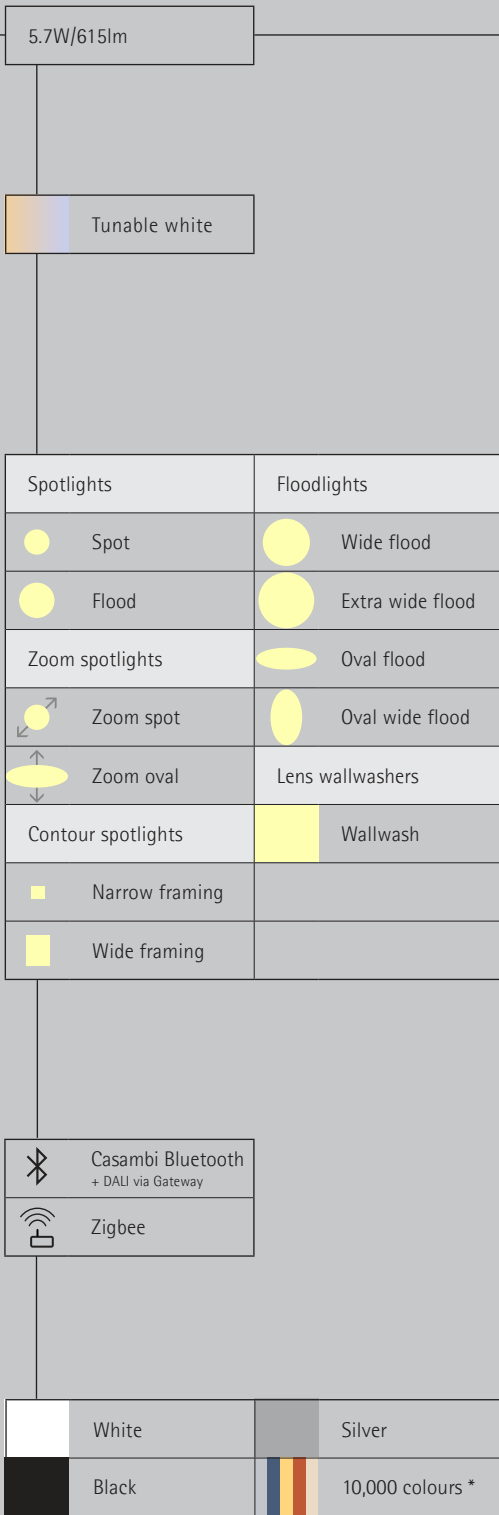 5.7W/615lm
Tunable white
Spotlights
Floodlights
Spot
Wide flood
Flood
Extra wide flood
Zoom spotlights
Oval flood
Zoom spot
Oval wide flood
Zoom oval
Lens wallwashers
Contour spotlights
Wallwash
Narrow framing
Wide framing
Casambi Bluetooth
+ DALI via Gateway
Zigbee
White
Silver
Black
10,000 colours *